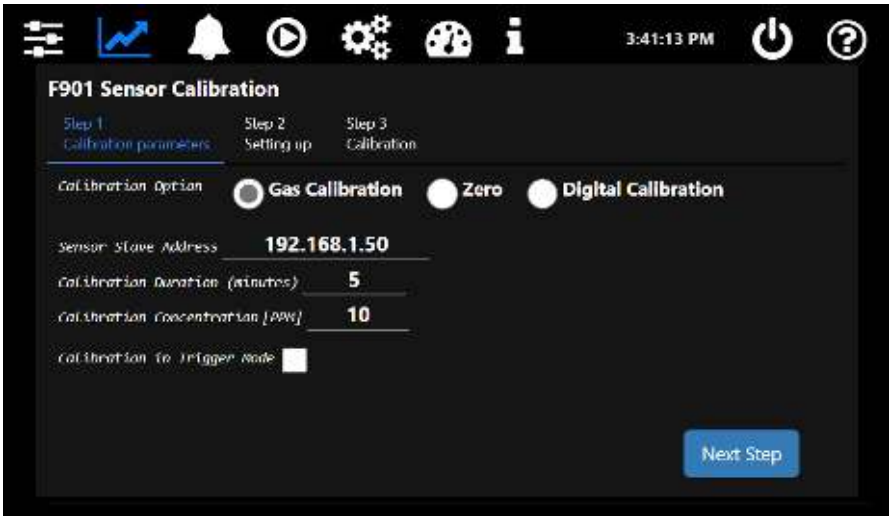 3:41:13 PM
F901 Sensor Calibration
Step 1 Step 2 Step 3
Calibration parameters Setting up Calibration
Calibration Option Gas Calibration Zero Digital Calibration
Sensor Slave Address 192.168.1.50
Calibration Duration (minutes) 5
Calibration Concentration [PPM] 10
Calibration in Trigger Mode
Next Step